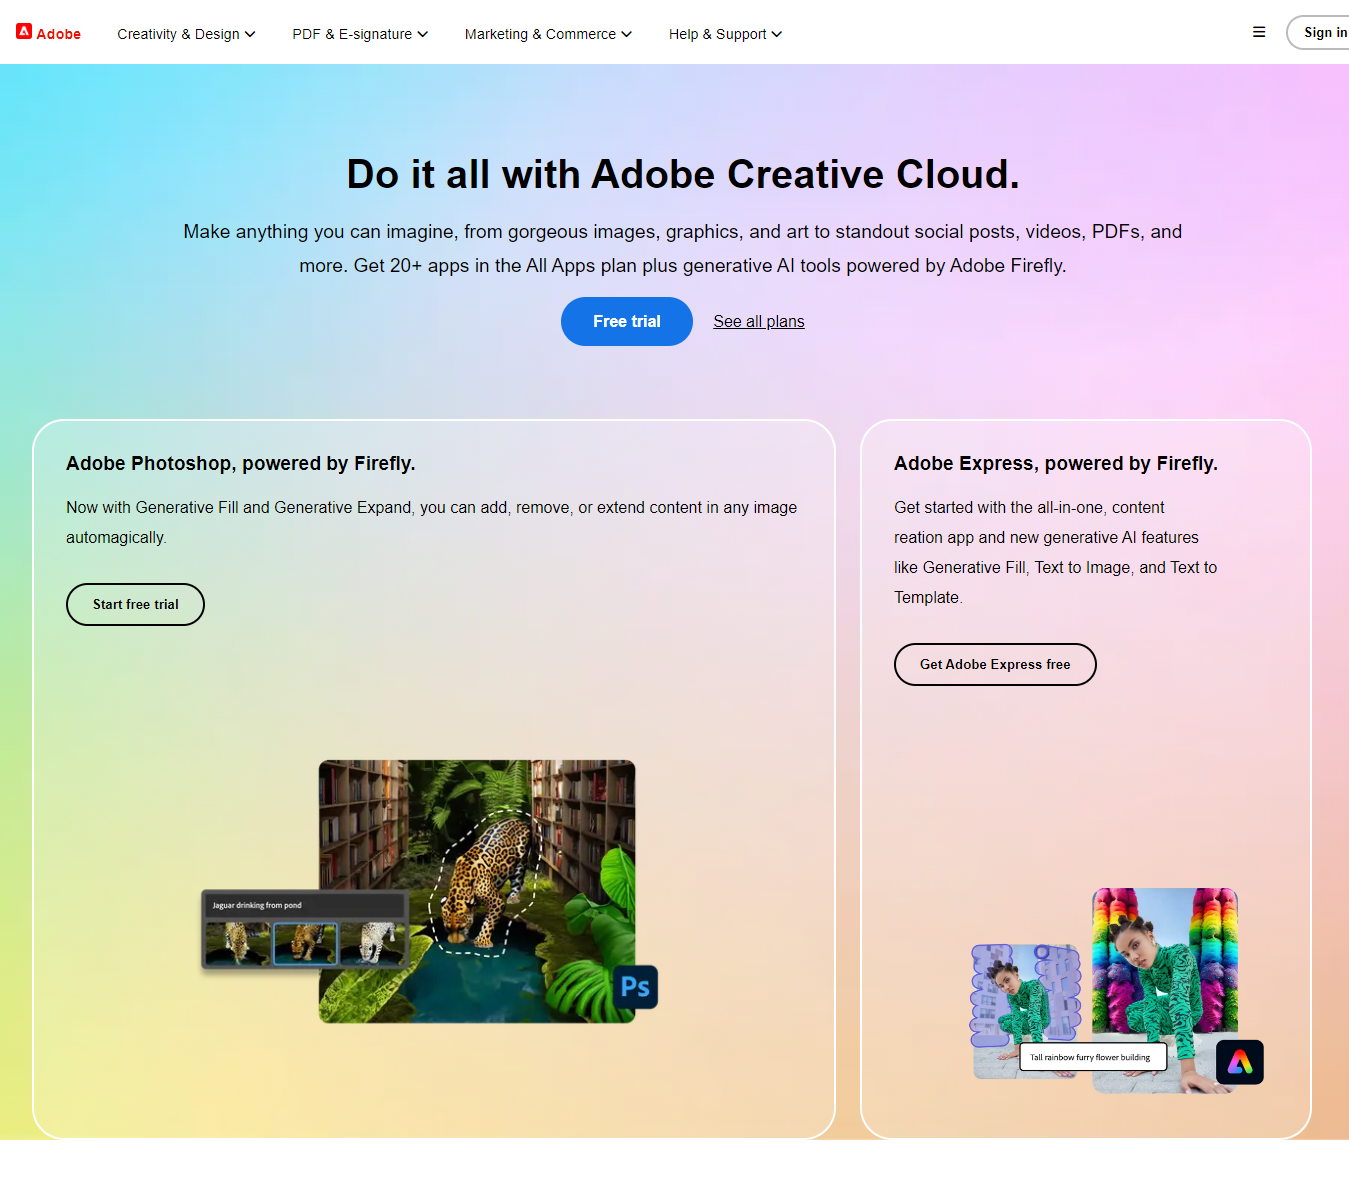 Adobe
Creativity & Design
PDF & E-signature
Marketing & Commerce
Help & Support
Sign in
Do it all with Adobe Creative Cloud.
Make anything you can imagine, from gorgeous images, graphics, and art to standout social posts, videos, PDFs, and
more. Get 20+ apps in the All Apps plan plus generative AI tools powered by Adobe Firefly.
Free trial
See all plans
Adobe Photoshop, powered by Firefly.
Now with Generative Fill and Generative Expand, you can add, remove, or extend content in any image
automagically.
Start free trial
Jaguar drinking from pond
Ps
Adobe Express, powered by Firefly.
Get started with the all-in-one, content
reation app and new generative AI features
like Generative Fill, Text to Image, and Text to
Template.
Get Adobe Express free
Tall rainbow furry flower building